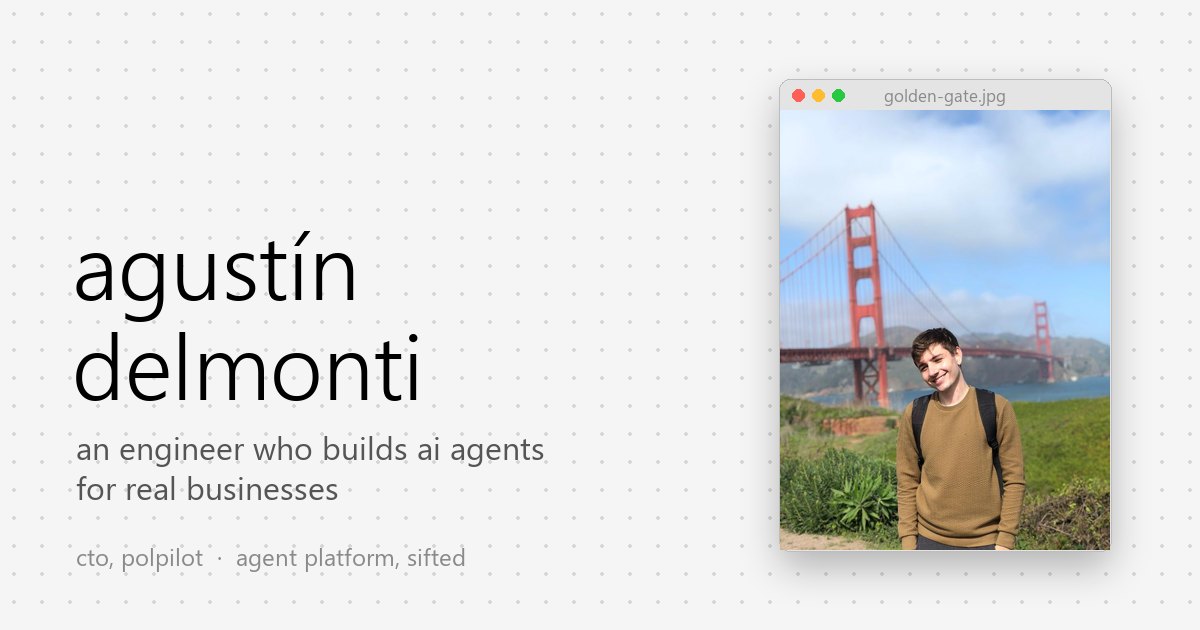 golden-gate.jpg
agustín
delmonti
an engineer who builds ai agents
for real businesses
cto, polpilot · agent platform, sifted